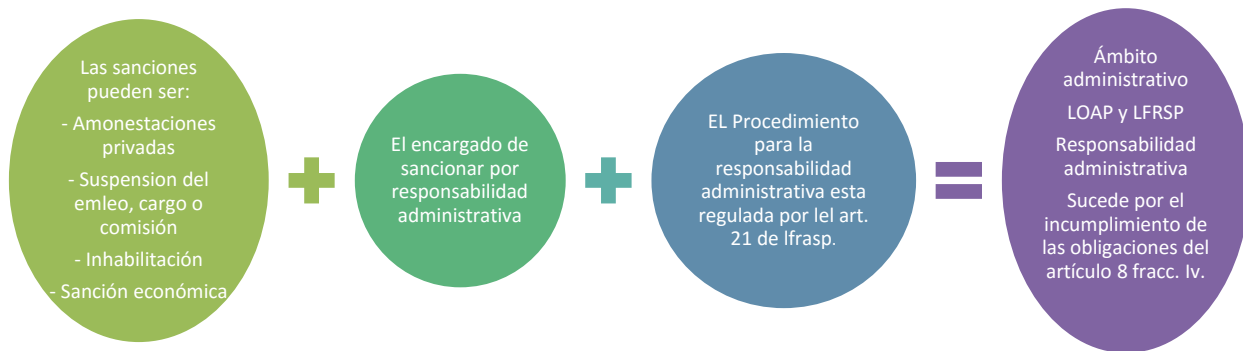 Las sanciones
pueden ser:
- Amonestaciones
privadas
- Suspension del
emleo, cargo o
comisión
- Inhabilitación
- Sanción económica
El encargado de
sancionar por
responsabilidad
administrativa
EL Procedimiento
para la
responsabilidad
administrativa esta
regulada por lel art.
21 de lfrasp.
Ámbito
administrativo
LOAP y LFRSP
Responsabilidad
administrativa
Sucede por el
incumplimiento de
las obligaciones del
artículo 8 fracc. Iv.